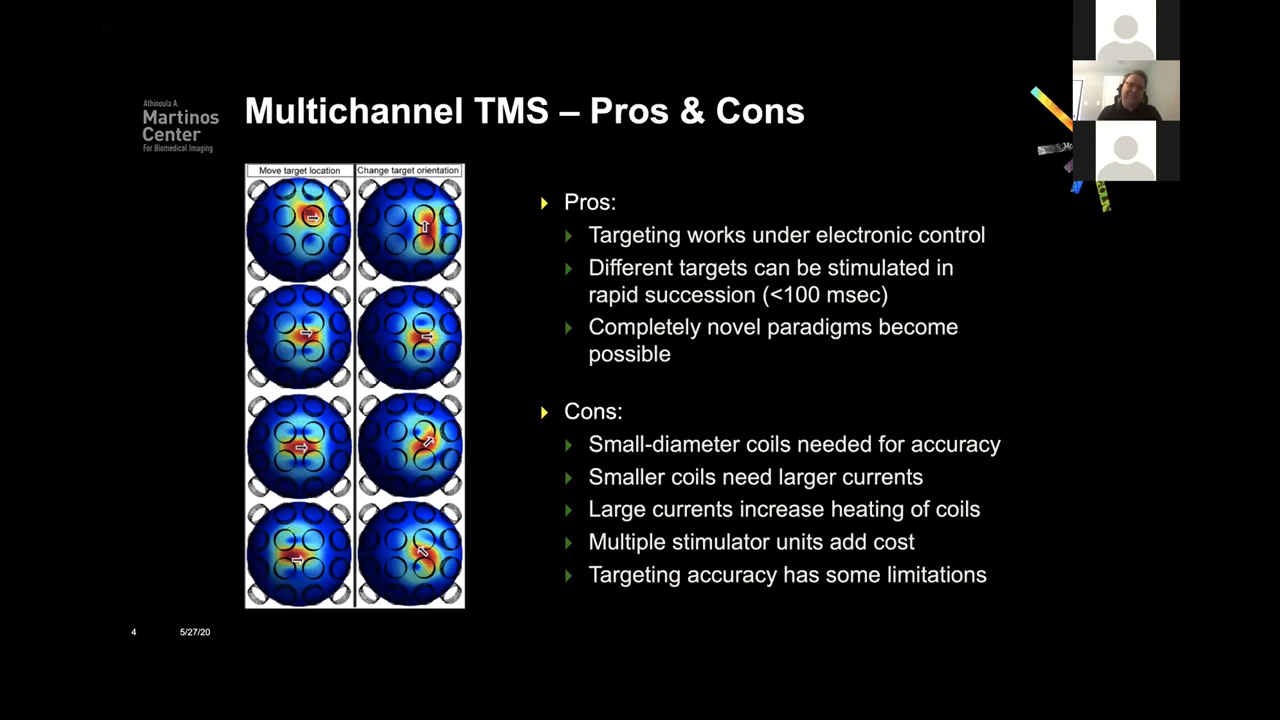 Athinoula A.
Martinos
Center
For Biomedical Imaging
Multichannel TMS – Pros & Cons
Move target location
Change target orientation
Pros:
Targeting works under electronic control
Different targets can be stimulated in
rapid succession (<100 msec)
Completely novel paradigms become
possible
Cons:
Small-diameter coils needed for accuracy
Smaller coils need larger currents
Large currents increase heating of coils
Multiple stimulator units add cost
Targeting accuracy has some limitations
4
5/27/20